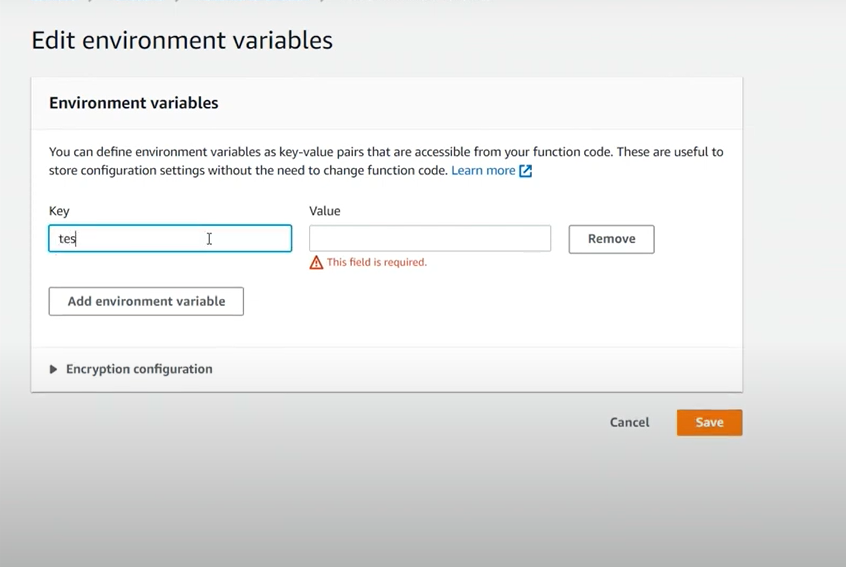 Edit environment variables
Environment variables
You can define environment variables as key-value pairs that are accessible from your function code. These are useful to
store configuration settings without the need to change function code. Learn more
Key Value
tes Remove
This field is required.
Add environment variable
Encryption configuration
Cancel Save